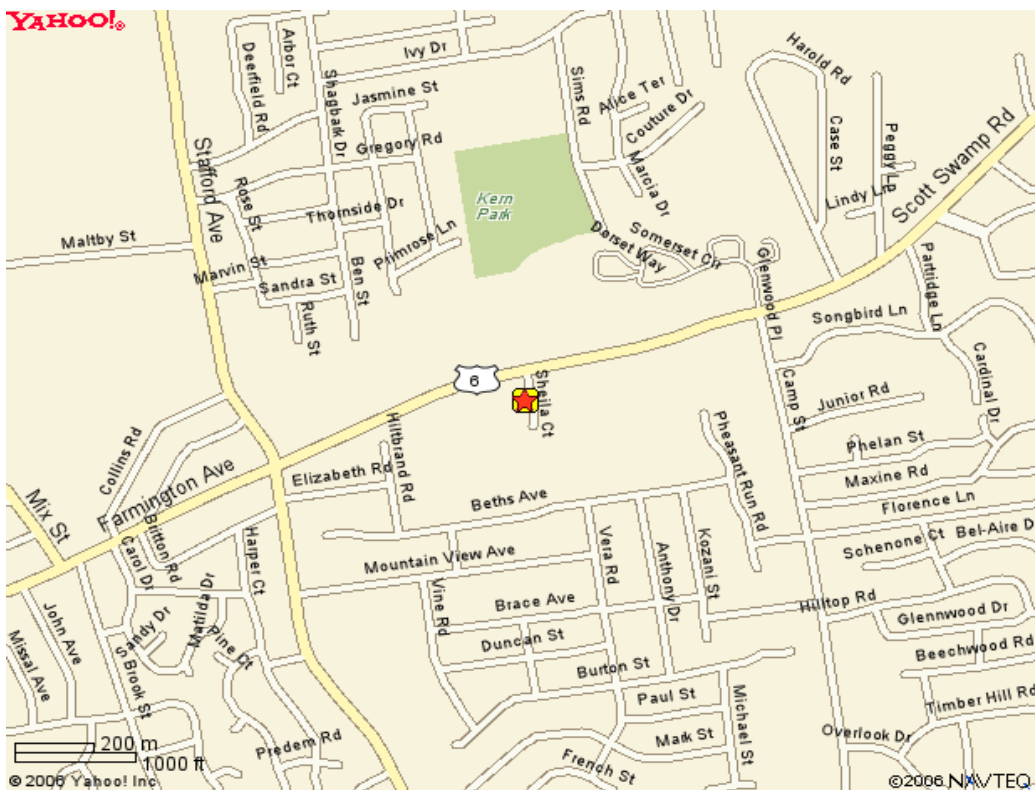 YAHOO!®
Ivy Dr
Arbor Ct
Deerfield Rd
Shagbark Dr
Jasmine St
Sims Rd
Alice Ter
Couture Dr
Harold Rd
Case St
Peggy Ln
Scott Swamp Rd
Stafford Ave
Gregory Rd
Rose St
Marcia Dr
Lindy Ln
Kern
Park
Thornside Dr
Primrose Ln
Maltby St
Marvin St
Sandra St
Ben St
Ruth St
Dorset Way
Somerset Cir
Glenwood Pl
Partridge Ln
Songbird Ln
Cardinal Dr
6
Sheila Ct
Camp St
Junior Rd
Collins Rd
Hiltbrand Rd
Pheasant Run Rd
Phelan St
Farmington Ave
Elizabeth Rd
Maxine Rd
Mix St
Beths Ave
Florence Ln
Britton Rd
Carol Dr
Harper Ct
Mountain View Ave
Vera Rd
Anthony Dr
Kozani St
Schenone Ct
Bel-Aire D
Matilda Dr
Sandy Dr
Pine Ct
Vine Rd
Brace Ave
Hilltop Rd
Glennwood Dr
John Ave
Missal Ave
Brook St
Duncan St
Burton St
Beechwood Rd
Paul St
Michael St
Timber Hill Rd
Predem Rd
Mark St
French St
Overlook Dr
200 m
1000 ft
© 2006 Yahoo! Inc
©2006 NAVTEQ